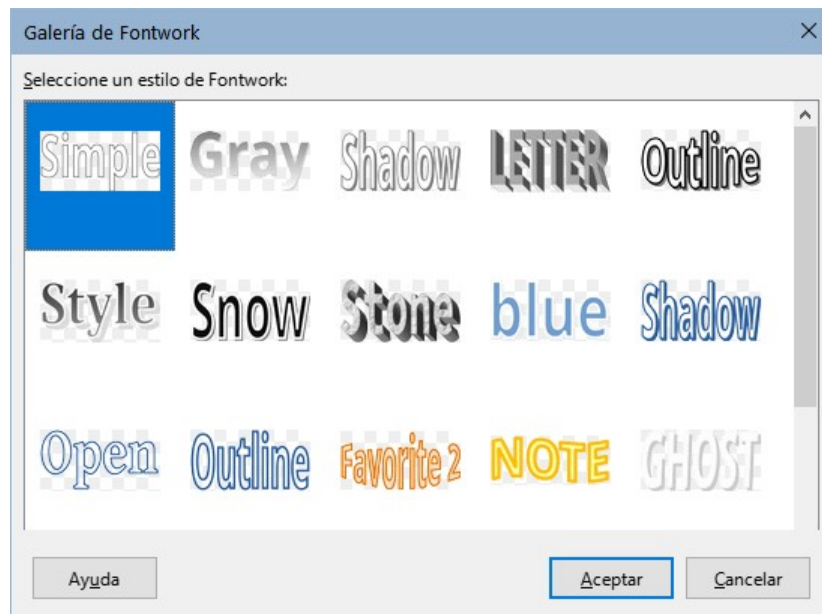 Galería de Fontwork
Seleccione un estilo de Fontwork:
Simple Gray Shadow LETTER Outline
Style Snow Stone blue Shadow
Open Outline Favorite 2 NOTE GHOST
Ayuda Aceptar Cancelar